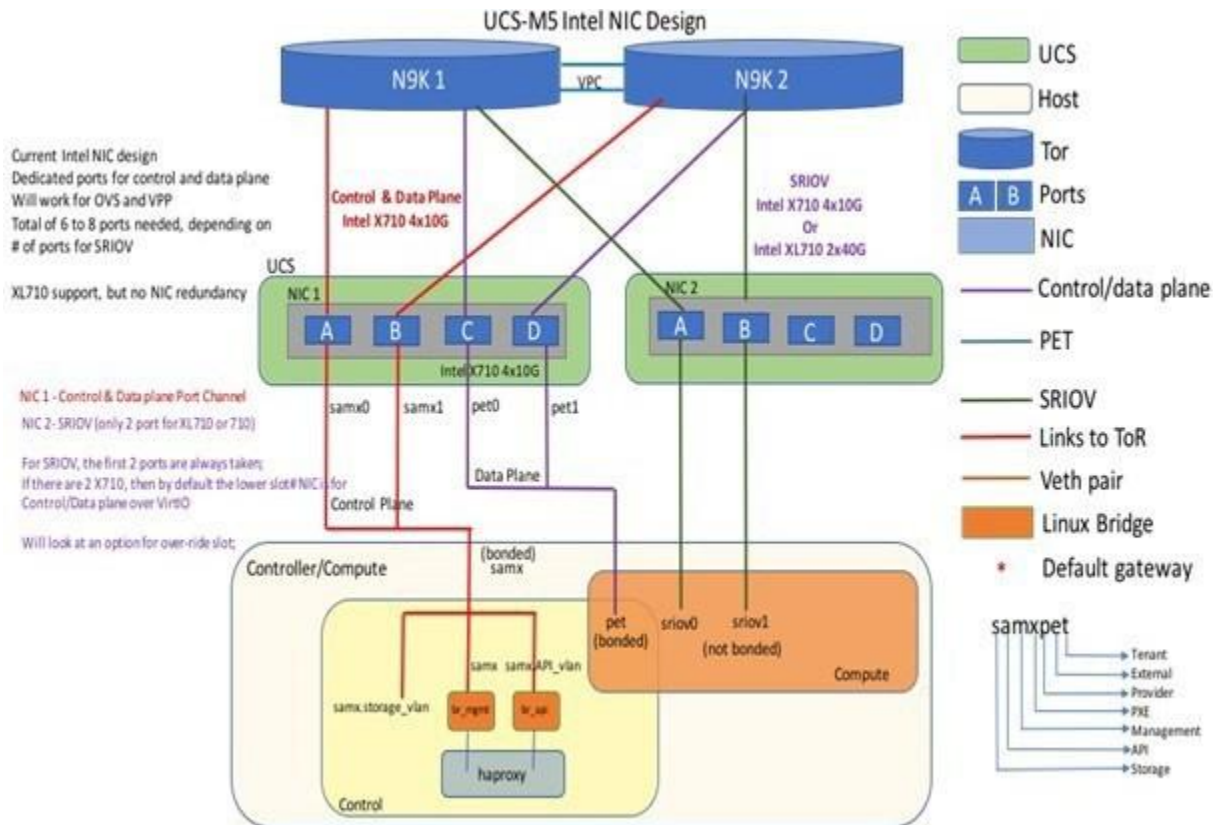 UCS-M5 Intel NIC Design
N9K 1
VPC
N9K 2
Current Intel NIC design
Dedicated ports for control and data plane
Will work for OVS and VPP
Total of 6 to 8 ports needed, depending on
# of ports for SRIOV
XL710 support, but no NIC redundancy
Control & Data Plane
Intel X710 4x10G
SRIOV
Intel X710 4x10G
Or
Intel XL710 2x40G
UCS
NIC 1
A
B
C
D
Intel X710 4x10G
NIC 2
A
B
C
D
NIC 1 - Control & Data plane Port Channel
NIC 2- SRIOV (only 2 port for XL710 or 710)
For SRIOV, the first 2 ports are always taken;
If there are 2 X710, then by default the lower slot# NIC is for
Control/Data plane over VirtIO
Will look at an option for over-ride slot;
samx0
samx1
pet0
pet1
Data Plane
Control Plane
Controller/Compute
(bonded)
samx
pet
(bonded)
sriov0
sriov1
(not bonded)
Compute
samx.storage_vlan
samx
samx.API_vlan
br_mgmt
br_api
haproxy
Control
UCS
Host
Tor
A
B
Ports
NIC
Control/data plane
PET
SRIOV
Links to ToR
Veth pair
Linux Bridge
* Default gateway
samxpet
Tenant
External
Provider
PXE
Management
API
Storage